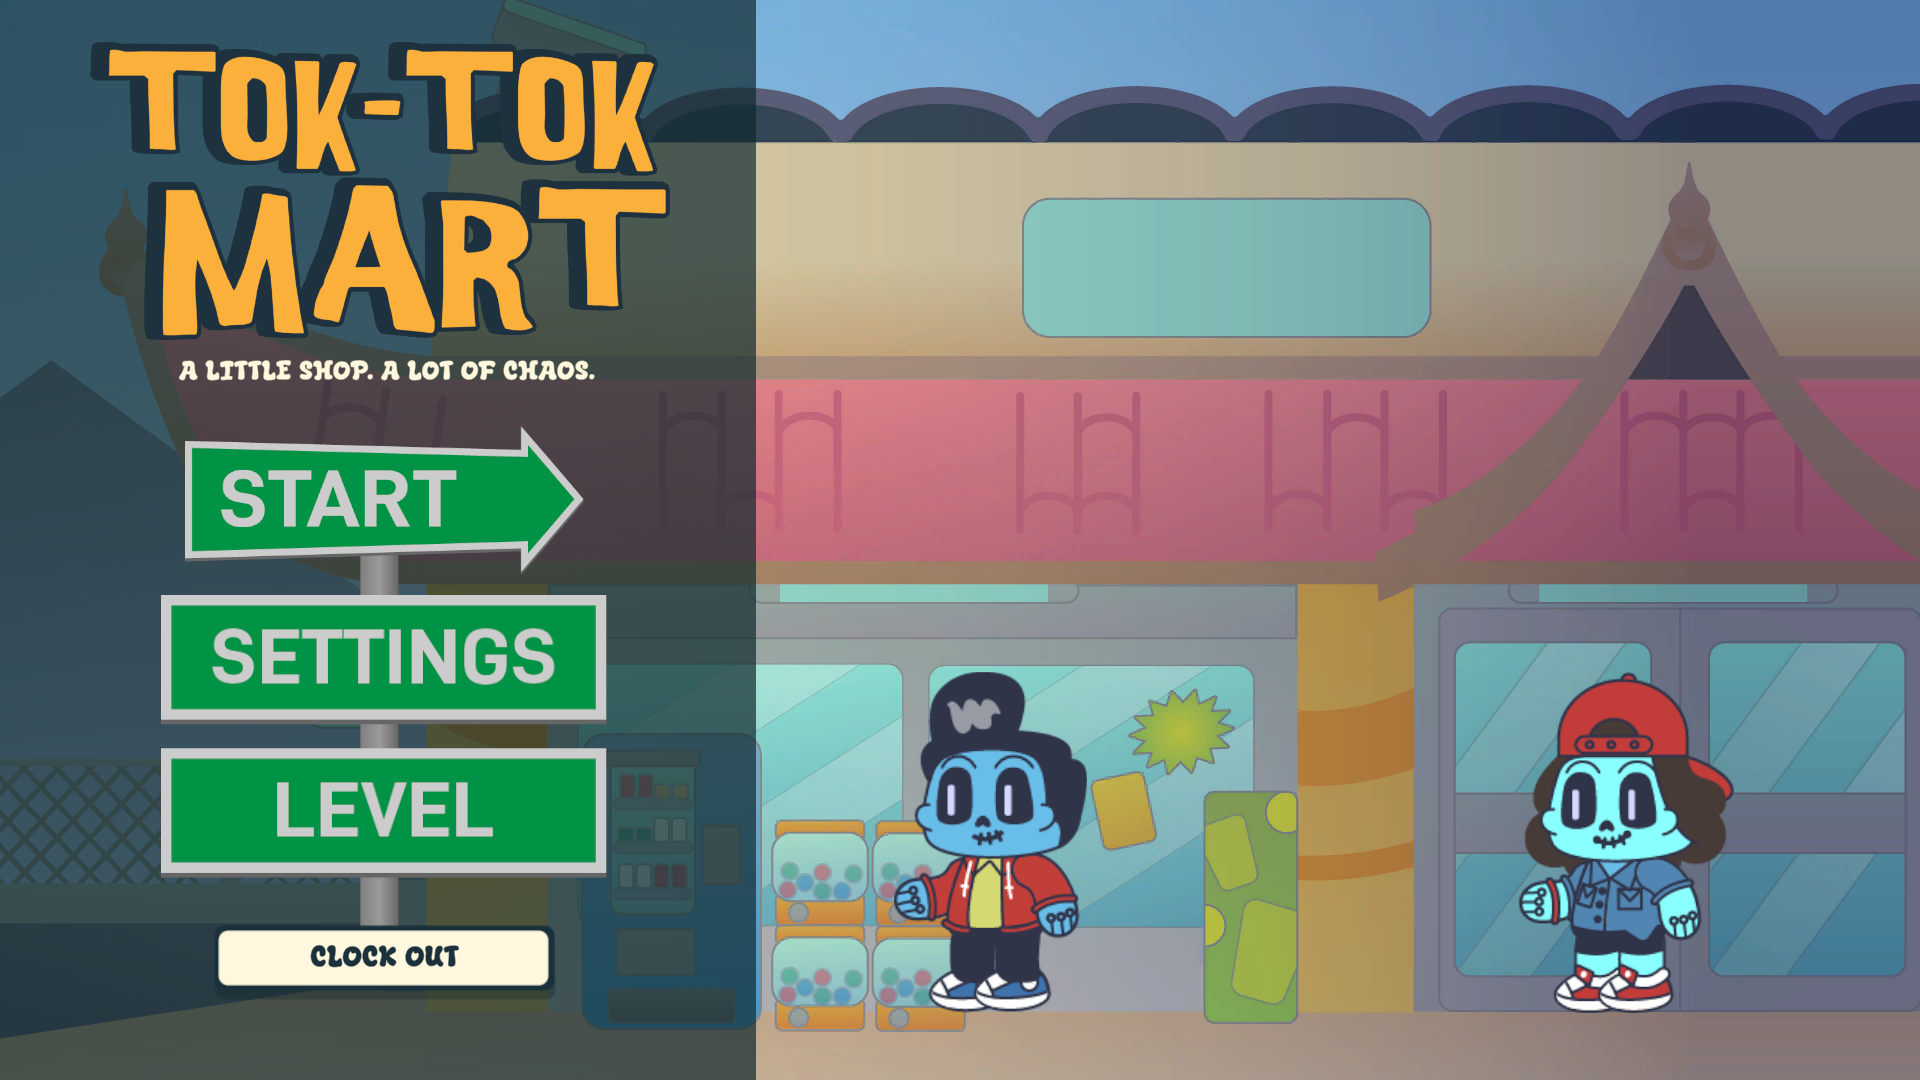 TOK-TOK
MART
A LITTLE SHOP. A LOT OF CHAOS.
START
SETTINGS
LEVEL
CLOCK OUT